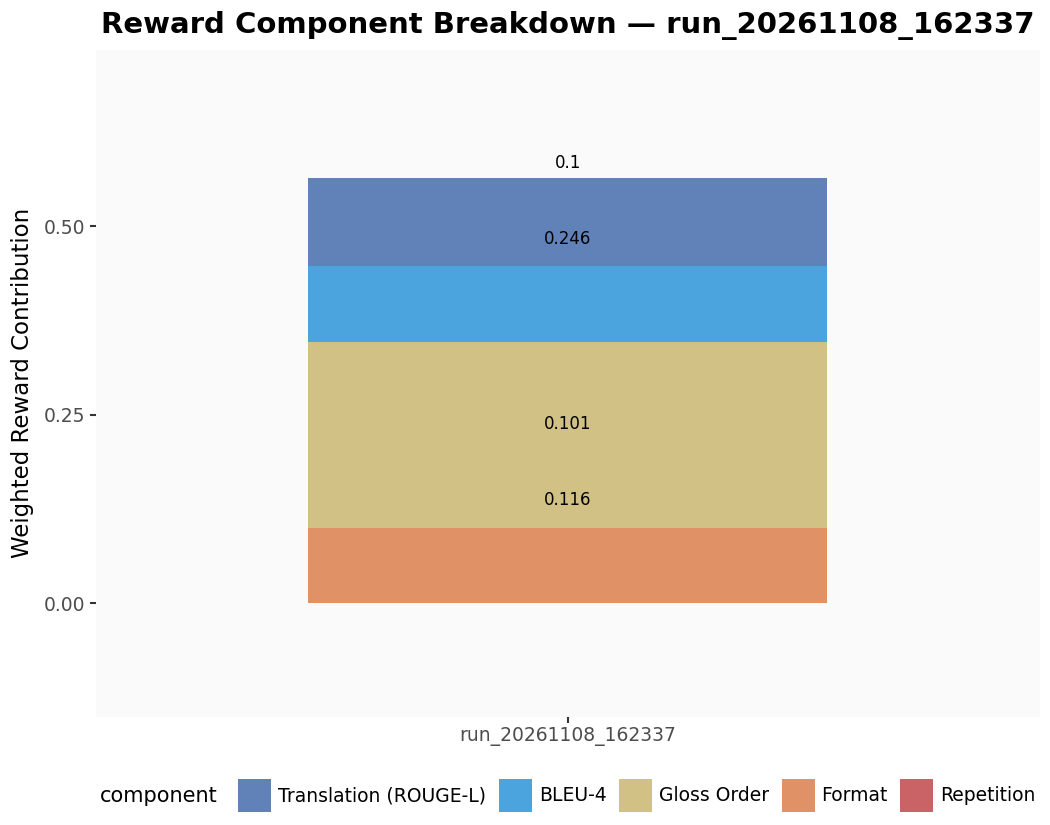 Reward Component Breakdown — run_20261108_162337
Weighted Reward Contribution
0.50
0.25
0.00
0.1
0.246
0.101
0.116
run_20261108_162337
component Translation (ROUGE-L) BLEU-4 Gloss Order Format Repetition